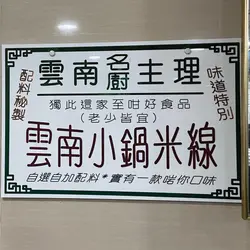 雲南名廚主理
配料秘製
味道特別
獨此這家至咁好食品
(老少皆宜)
雲南小鍋米線
自選自加配料*實有一款啱你口味